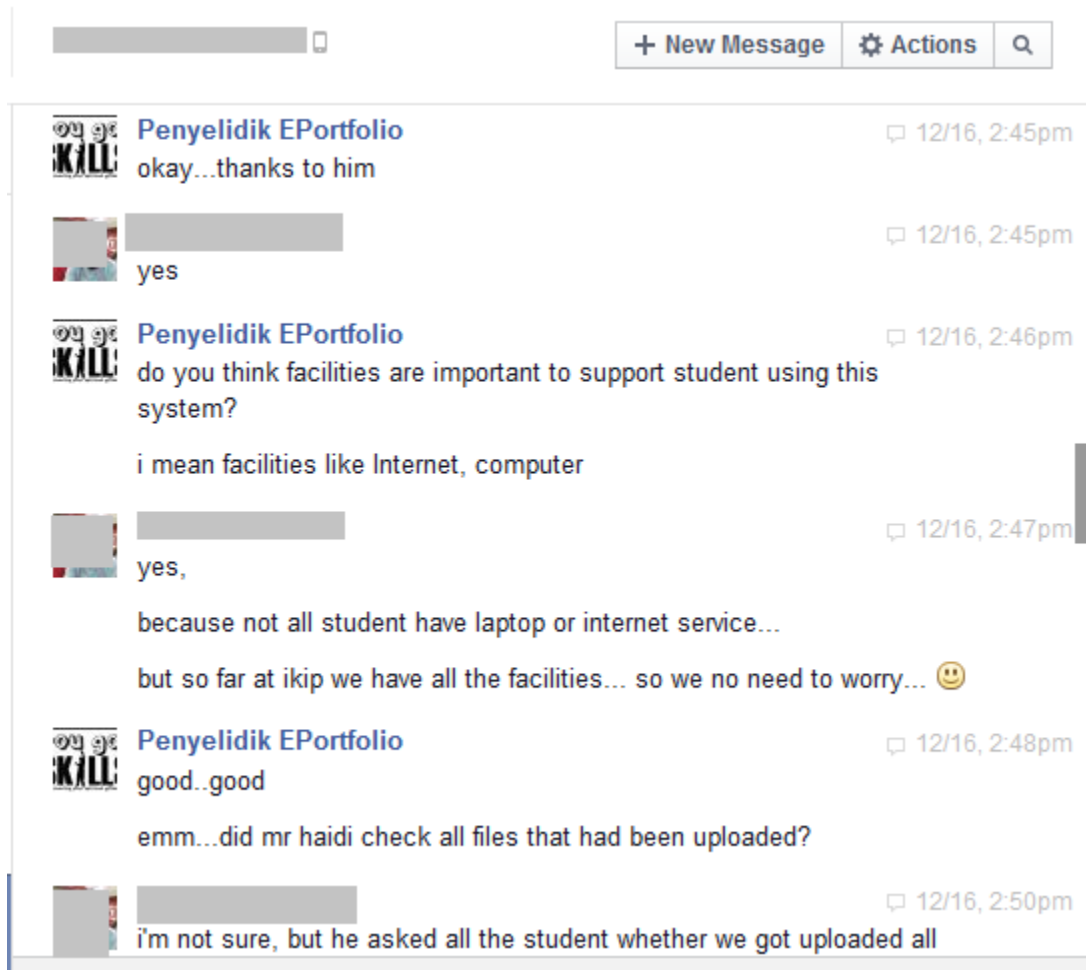 + New Message Actions
Penyelidik EPortfolio 12/16, 2:45pm
okay...thanks to him
12/16, 2:45pm
yes
Penyelidik EPortfolio 12/16, 2:46pm
do you think facilities are important to support student using this
system?
i mean facilities like Internet, computer
12/16, 2:47pm
yes,
because not all student have laptop or internet service...
but so far at ikip we have all the facilities... so we no need to worry...
Penyelidik EPortfolio 12/16, 2:48pm
good..good
emm...did mr haidi check all files that had been uploaded?
12/16, 2:50pm
i'm not sure, but he asked all the student whether we got uploaded all